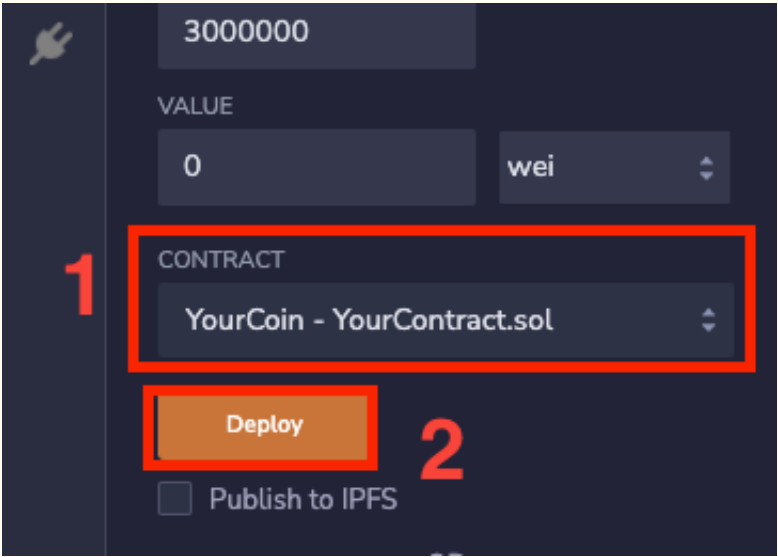 3000000
VALUE
0 wei
1
CONTRACT
YourCoin - YourContract.sol
Deploy
2
Publish to IPFS